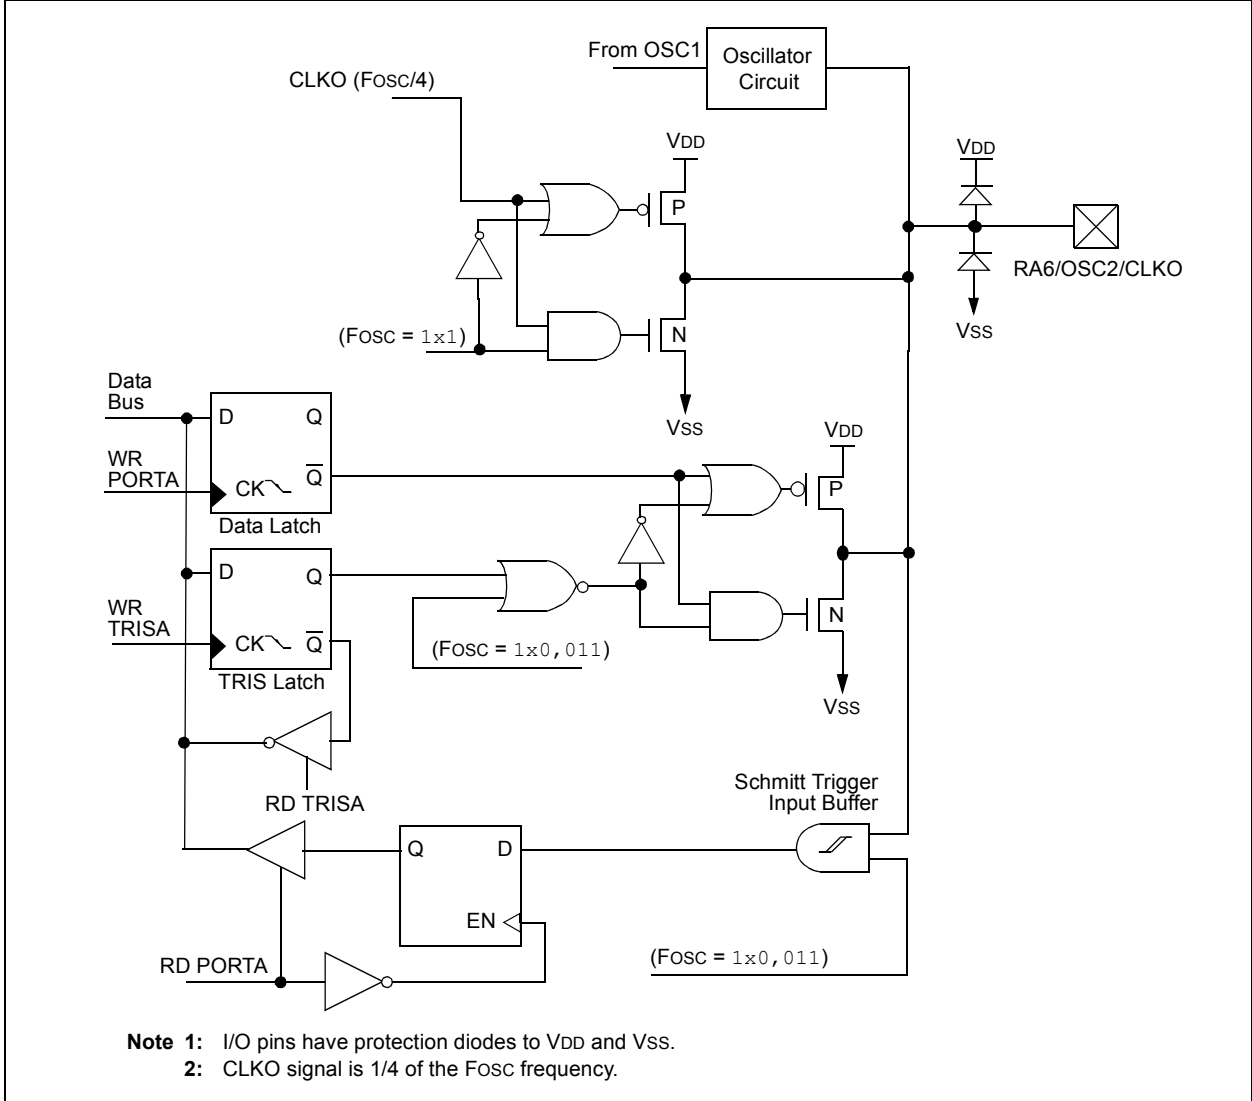 From OSC1
Oscillator
Circuit
CLKO (FOSC/4)
VDD
P
VDD
RA6/OSC2/CLKO
VSS
(FOSC = 1x1)
N
VSS
Data
Bus
D
Q
WR
PORTA
CK
Q
Data Latch
VDD
P
D
Q
WR
TRISA
CK
Q
TRIS Latch
(FOSC = 1x0,011)
N
VSS
RD TRISA
Schmitt Trigger
Input Buffer
Q
D
EN
RD PORTA
(FOSC = 1x0,011)
Note 1: I/O pins have protection diodes to VDD and VSS.
2: CLKO signal is 1/4 of the FOSC frequency.